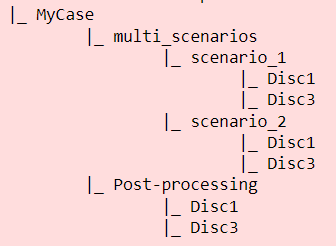 |_ MyCase
|_ multi_scenarios
|_ scenario_1
|_ Disc1
|_ Disc3
|_ scenario_2
|_ Disc1
|_ Disc3
|_ Post-processing
|_ Disc1
|_ Disc3